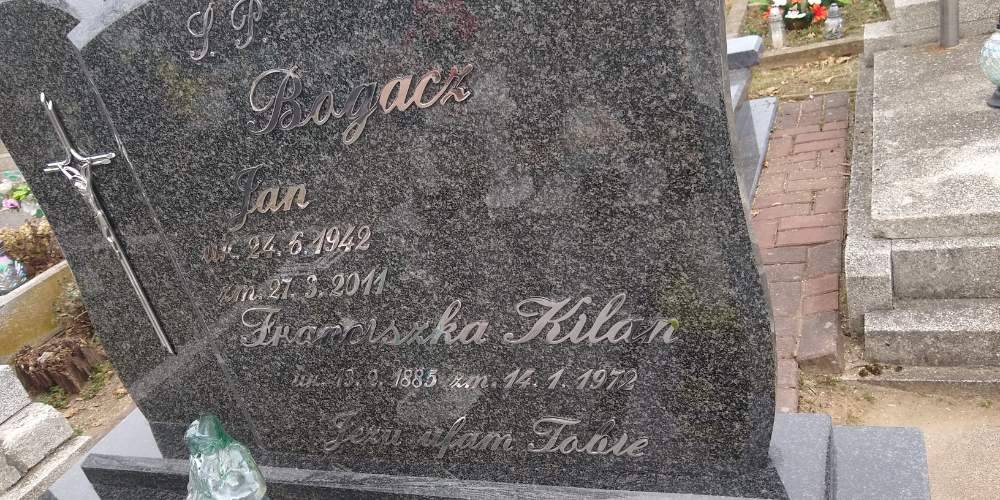 Ś. P.
Bogacz
Jan
ur. 24. 6. 1942
zm. 27. 3. 2011
Franciszka Kilan
ur. 13. 9. 1885 zm. 14. 1. 1972
Jezu ufam Tobie